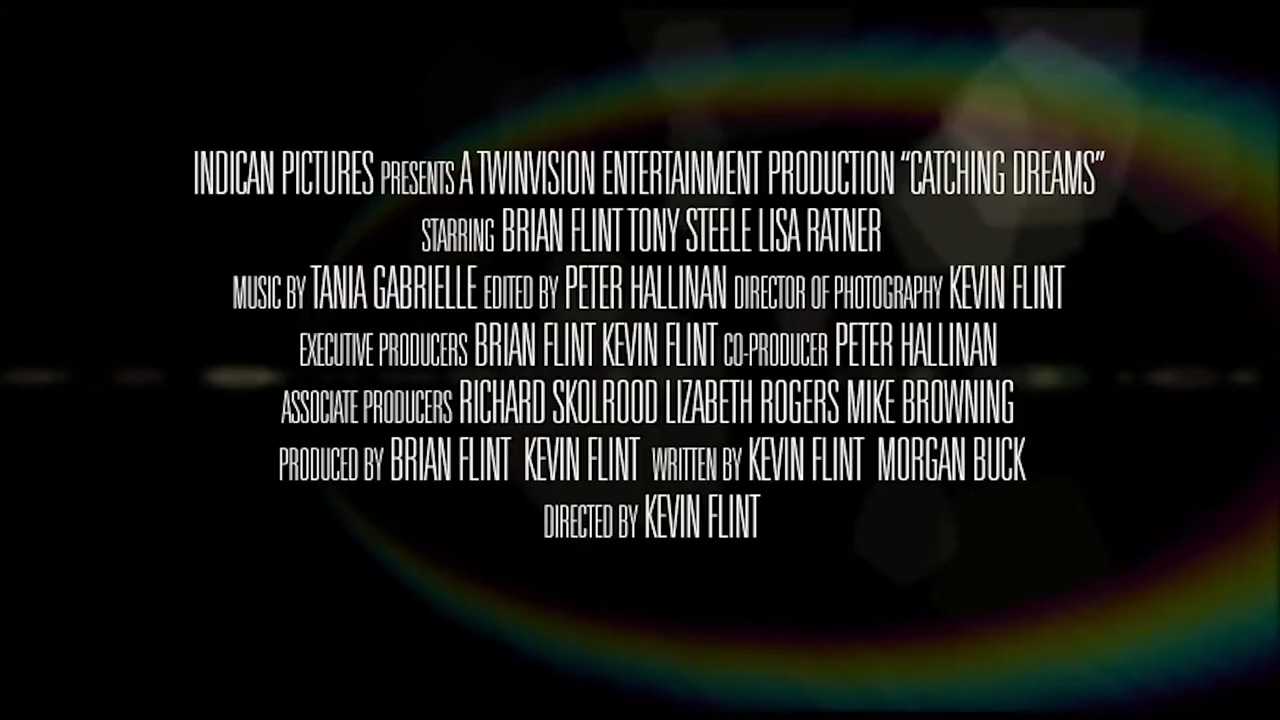 INDICAN PICTURES PRESENTS A TWINVISION ENTERTAINMENT PRODUCTION “CATCHING DREAMS”
STARRING BRIAN FLINT TONY STEELE LISA RATNER
MUSIC BY TANIA GABRIELLE EDITED BY PETER HALLINAN DIRECTOR OF PHOTOGRAPHY KEVIN FLINT
EXECUTIVE PRODUCERS BRIAN FLINT KEVIN FLINT CO-PRODUCER PETER HALLINAN
ASSOCIATE PRODUCERS RICHARD SKOLROOD LIZABETH ROGERS MIKE BROWNING
PRODUCED BY BRIAN FLINT KEVIN FLINT WRITTEN BY KEVIN FLINT MORGAN BUCK
DIRECTED BY KEVIN FLINT